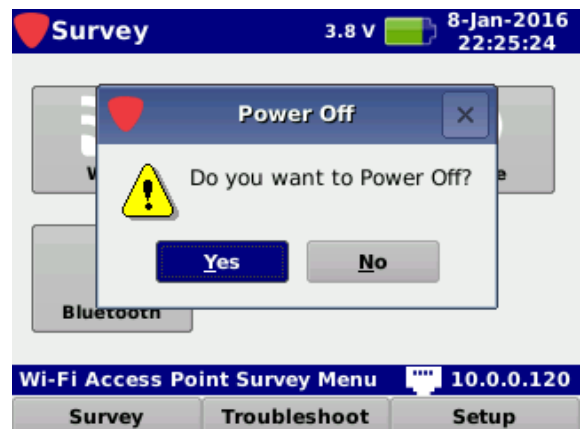 Survey
3.8 V
8-Jan-2016
22:25:24
Power Off
Do you want to Power Off?
Yes
No
Bluetooth
Wi-Fi Access Point Survey Menu
10.0.0.120
Survey
Troubleshoot
Setup